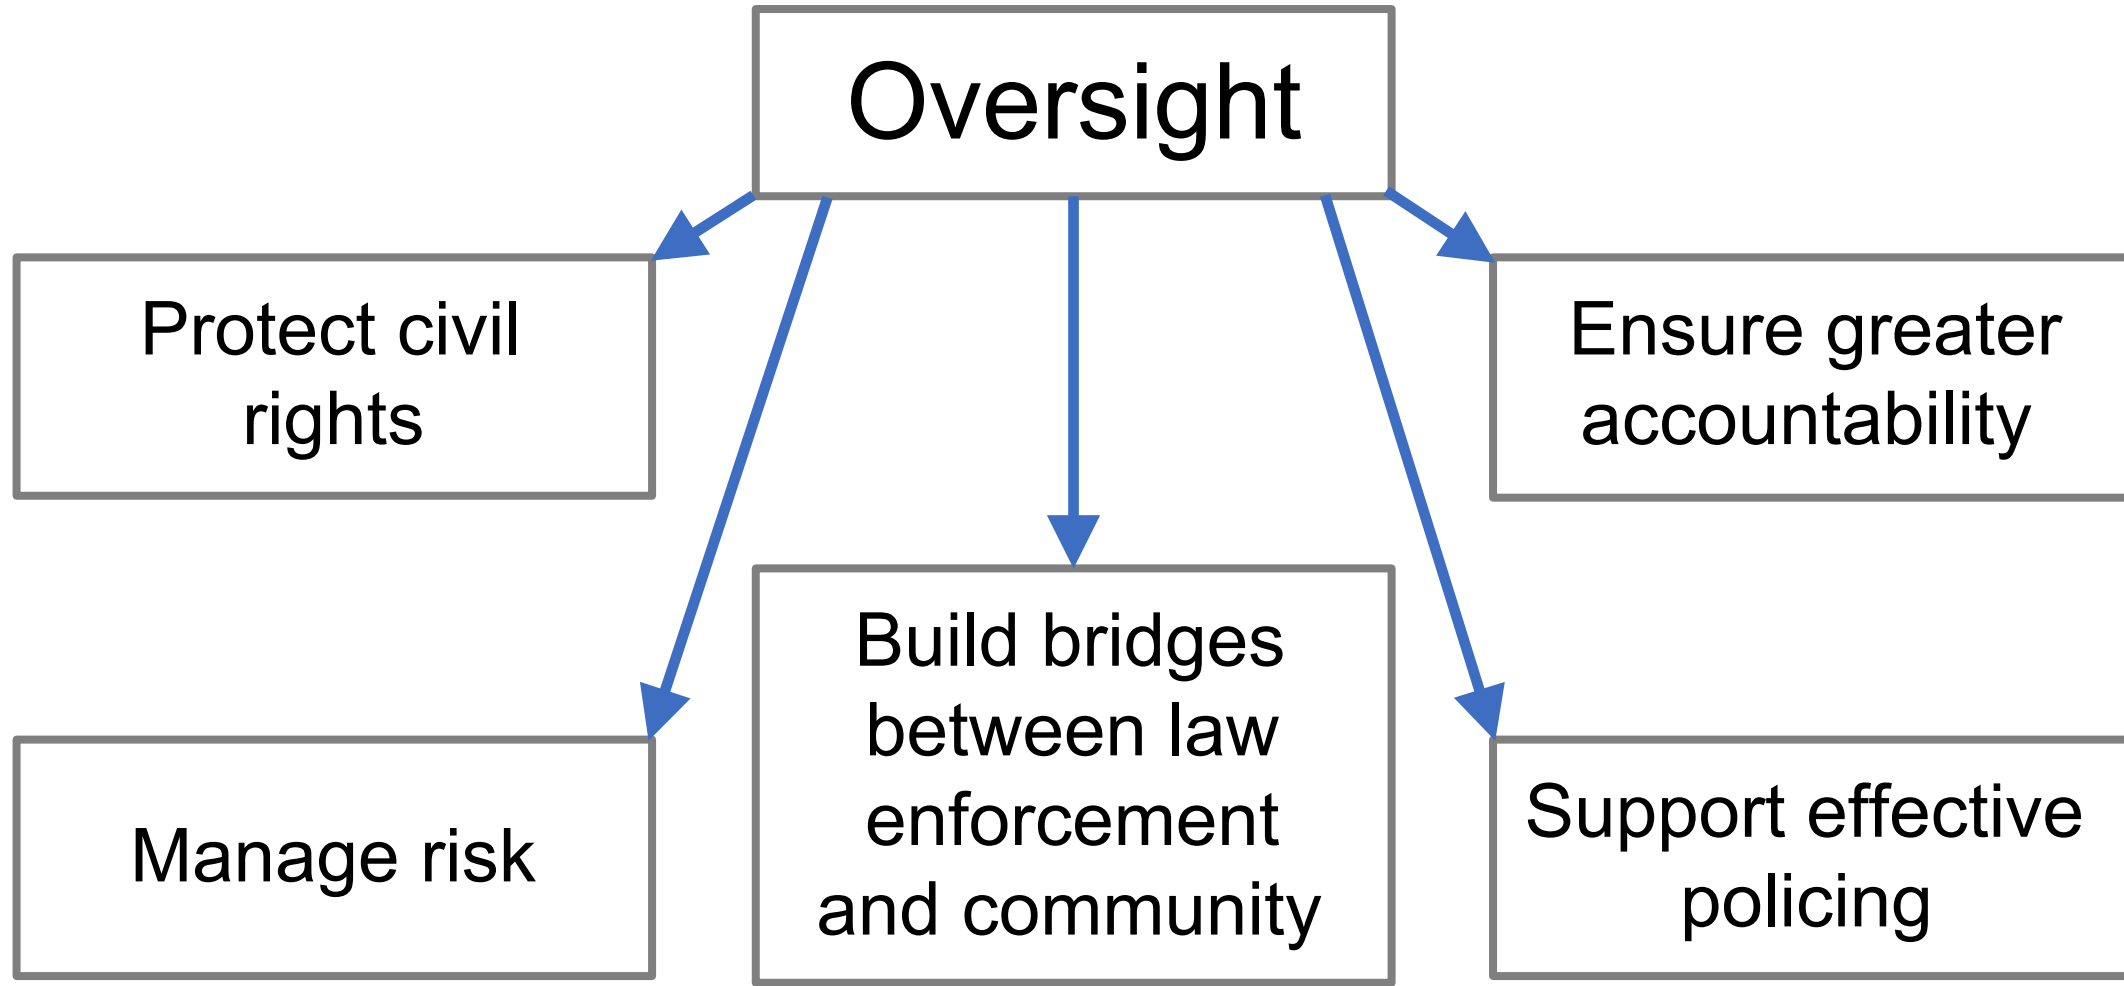 Oversight
Protect civil
rights
Ensure greater
accountability
Manage risk
Build bridges
between law
enforcement
and community
Support effective
policing